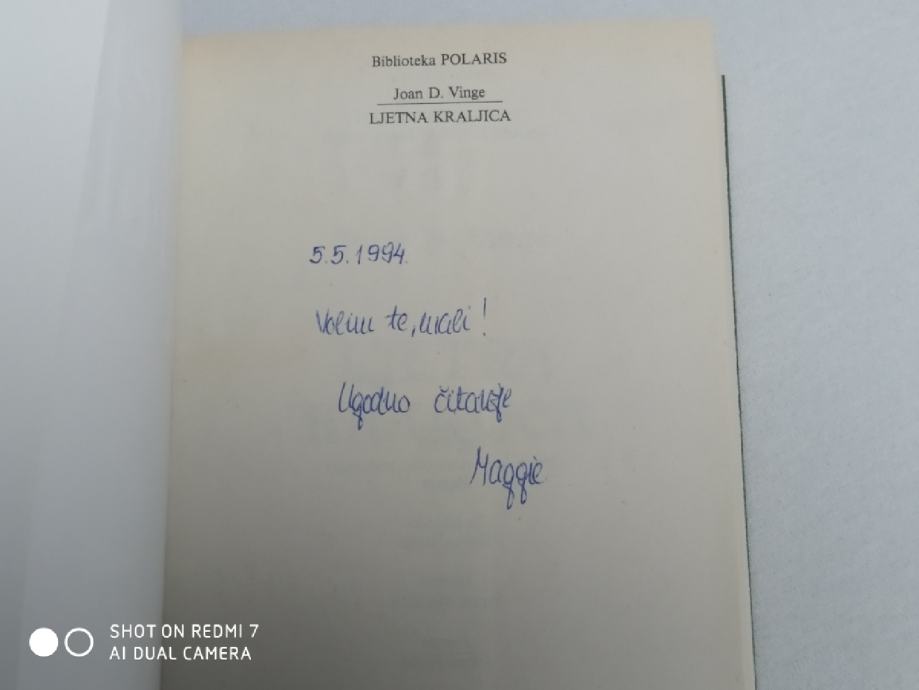 Biblioteka POLARIS
Joan D. Vinge
LJETNA KRALJICA
5.5.1994.
Volim te, mali!
Ugodno čitanje
Maggie
SHOT ON REDMI 7
AI DUAL CAMERA